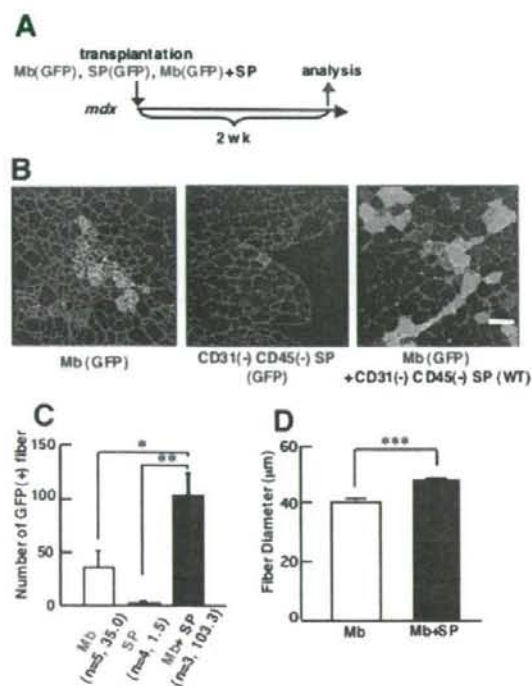 A
transplantation
Mb(GFP), SP(GFP), Mb(GFP)+SP
analysis
mdx
2 wk
B
Mb (GFP)
CD31(-) CD45(-) SP
(GFP)
Mb (GFP)
+CD31(-) CD45(-) SP (WT)
C
Number of GFP(+) fiber
150
100
50
0
*
**
Mb
(n=5, 35.0)
SP
(n=4, 1.5)
Mb+ SP
(n=3, 103.3)
D
Fiber Diameter (µm)
60
40
20
0
***
Mb
Mb+SP